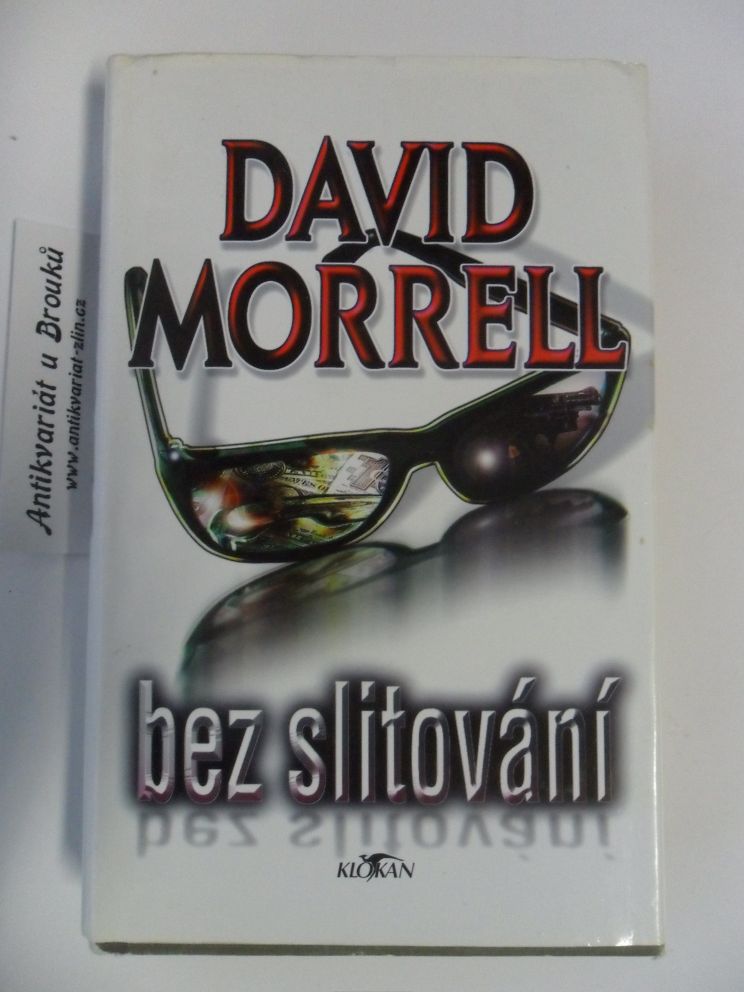 DAVID
MORRELL
bez slitování
KLOKAN
Antikvariát u Brouků
www.antikvariat-zlin.cz